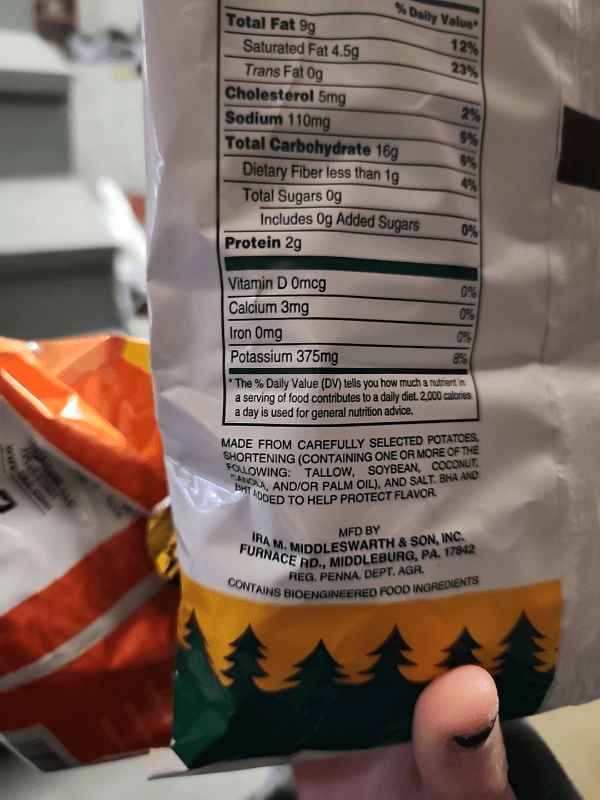 % Daily Value*
Total Fat 9g 12%
Saturated Fat 4.5g 23%
Trans Fat 0g
Cholesterol 5mg 2%
Sodium 110mg 5%
Total Carbohydrate 16g 6%
Dietary Fiber less than 1g 4%
Total Sugars 0g
Includes 0g Added Sugars 0%
Protein 2g
Vitamin D 0mcg 0%
Calcium 3mg 0%
Iron 0mg 0%
Potassium 375mg 8%
* The % Daily Value (DV) tells you how much a nutrient in
a serving of food contributes to a daily diet. 2,000 calories
a day is used for general nutrition advice.
MADE FROM CAREFULLY SELECTED POTATOES,
SHORTENING (CONTAINING ONE OR MORE OF THE
FOLLOWING: TALLOW, SOYBEAN, COCONUT,
CANOLA, AND/OR PALM OIL), AND SALT. BHA AND
BHT ADDED TO HELP PROTECT FLAVOR.
MFD BY
IRA M. MIDDLESWARTH & SON, INC.
FURNACE RD., MIDDLEBURG, PA. 17842
REG. PENNA. DEPT. AGR.
CONTAINS BIOENGINEERED FOOD INGREDIENTS